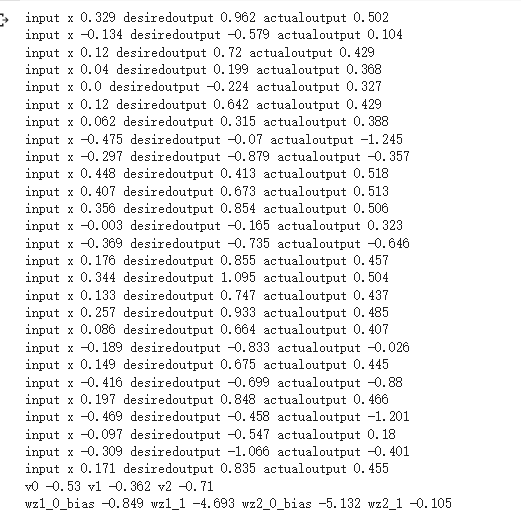 input x 0.329 desiredoutput 0.962 actualoutput 0.502
input x -0.134 desiredoutput -0.579 actualoutput 0.104
input x 0.12 desiredoutput 0.72 actualoutput 0.429
input x 0.04 desiredoutput 0.199 actualoutput 0.368
input x 0.0 desiredoutput -0.224 actualoutput 0.327
input x 0.12 desiredoutput 0.642 actualoutput 0.429
input x 0.062 desiredoutput 0.315 actualoutput 0.388
input x -0.475 desiredoutput -0.07 actualoutput -1.245
input x -0.297 desiredoutput -0.879 actualoutput -0.357
input x 0.448 desiredoutput 0.413 actualoutput 0.518
input x 0.407 desiredoutput 0.673 actualoutput 0.513
input x 0.356 desiredoutput 0.854 actualoutput 0.506
input x -0.003 desiredoutput -0.165 actualoutput 0.323
input x -0.369 desiredoutput -0.735 actualoutput -0.646
input x 0.176 desiredoutput 0.855 actualoutput 0.457
input x 0.344 desiredoutput 1.095 actualoutput 0.504
input x 0.133 desiredoutput 0.747 actualoutput 0.437
input x 0.257 desiredoutput 0.933 actualoutput 0.485
input x 0.086 desiredoutput 0.664 actualoutput 0.407
input x -0.189 desiredoutput -0.833 actualoutput -0.026
input x 0.149 desiredoutput 0.675 actualoutput 0.445
input x -0.416 desiredoutput -0.699 actualoutput -0.88
input x 0.197 desiredoutput 0.848 actualoutput 0.466
input x -0.469 desiredoutput -0.458 actualoutput -1.201
input x -0.097 desiredoutput -0.547 actualoutput 0.18
input x -0.309 desiredoutput -1.066 actualoutput -0.401
input x 0.171 desiredoutput 0.835 actualoutput 0.455
v0 -0.53 v1 -0.362 v2 -0.71
wz1_0_bias -0.849 wz1_1 -4.693 wz2_0_bias -5.132 wz2_1 -0.105